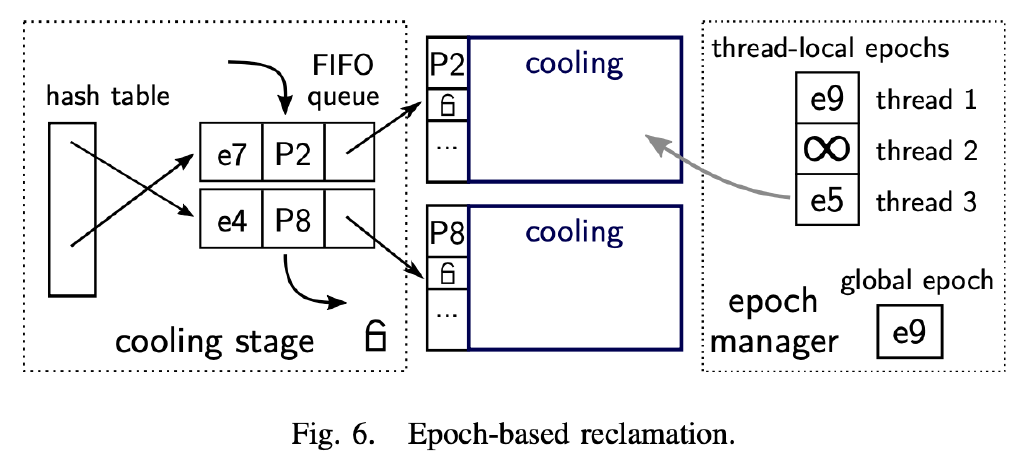 hash table
FIFO
queue
e7 P2
e4 P8
cooling stage
P2
...
cooling
P8
...
cooling
thread-local epochs
e9 thread 1
∞ thread 2
e5 thread 3
global epoch
e9
epoch
manager
Fig. 6. Epoch-based reclamation.